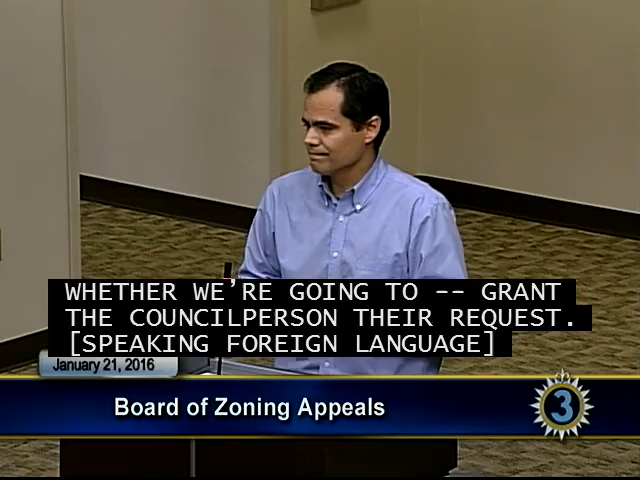 WHETHER WE'RE GOING TO -- GRANT
THE COUNCILPERSON THEIR REQUEST.
[SPEAKING FOREIGN LANGUAGE]
January 21, 2016
Board of Zoning Appeals
3